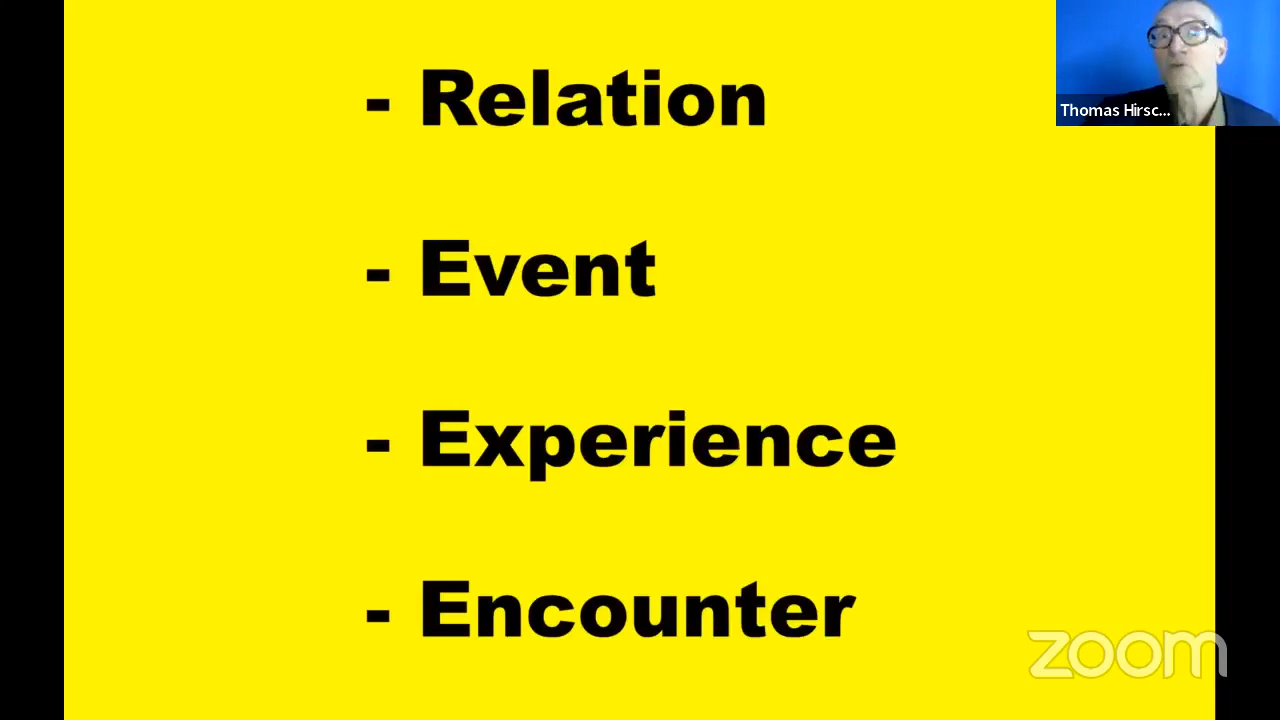 - Relation
Thomas Hirsc...
- Event
- Experience
- Encounter
zoom